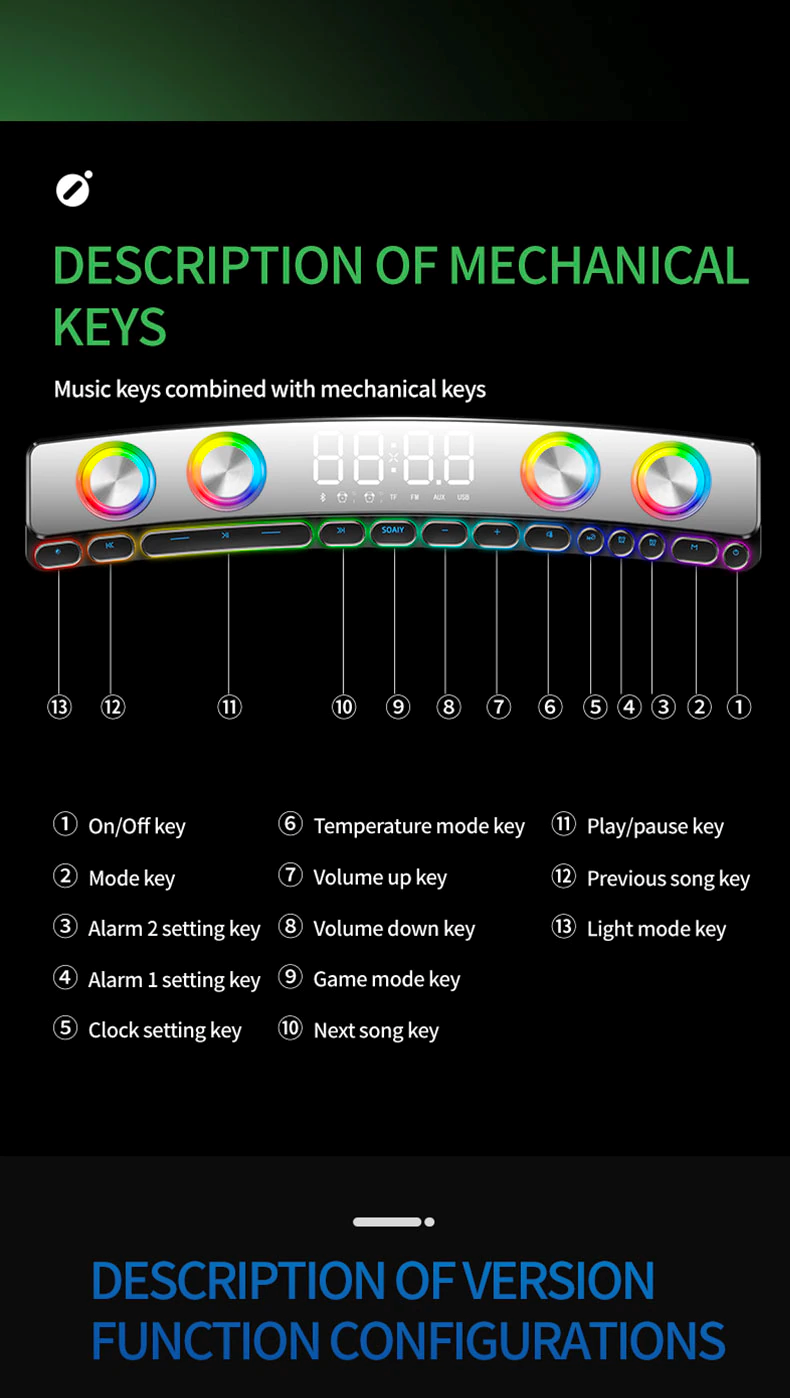 DESCRIPTION OF MECHANICAL
KEYS
Music keys combined with mechanical keys
88:8.8
TF FM AUX USB
SOAIY − + M
⑬ ⑫ ⑪ ⑩ ⑨ ⑧ ⑦ ⑥ ⑤ ④ ③ ② ①
① On/Off key
② Mode key
③ Alarm 2 setting key
④ Alarm 1 setting key
⑤ Clock setting key
⑥ Temperature mode key
⑦ Volume up key
⑧ Volume down key
⑨ Game mode key
⑩ Next song key
⑪ Play/pause key
⑫ Previous song key
⑬ Light mode key
DESCRIPTION OF VERSION
FUNCTION CONFIGURATIONS